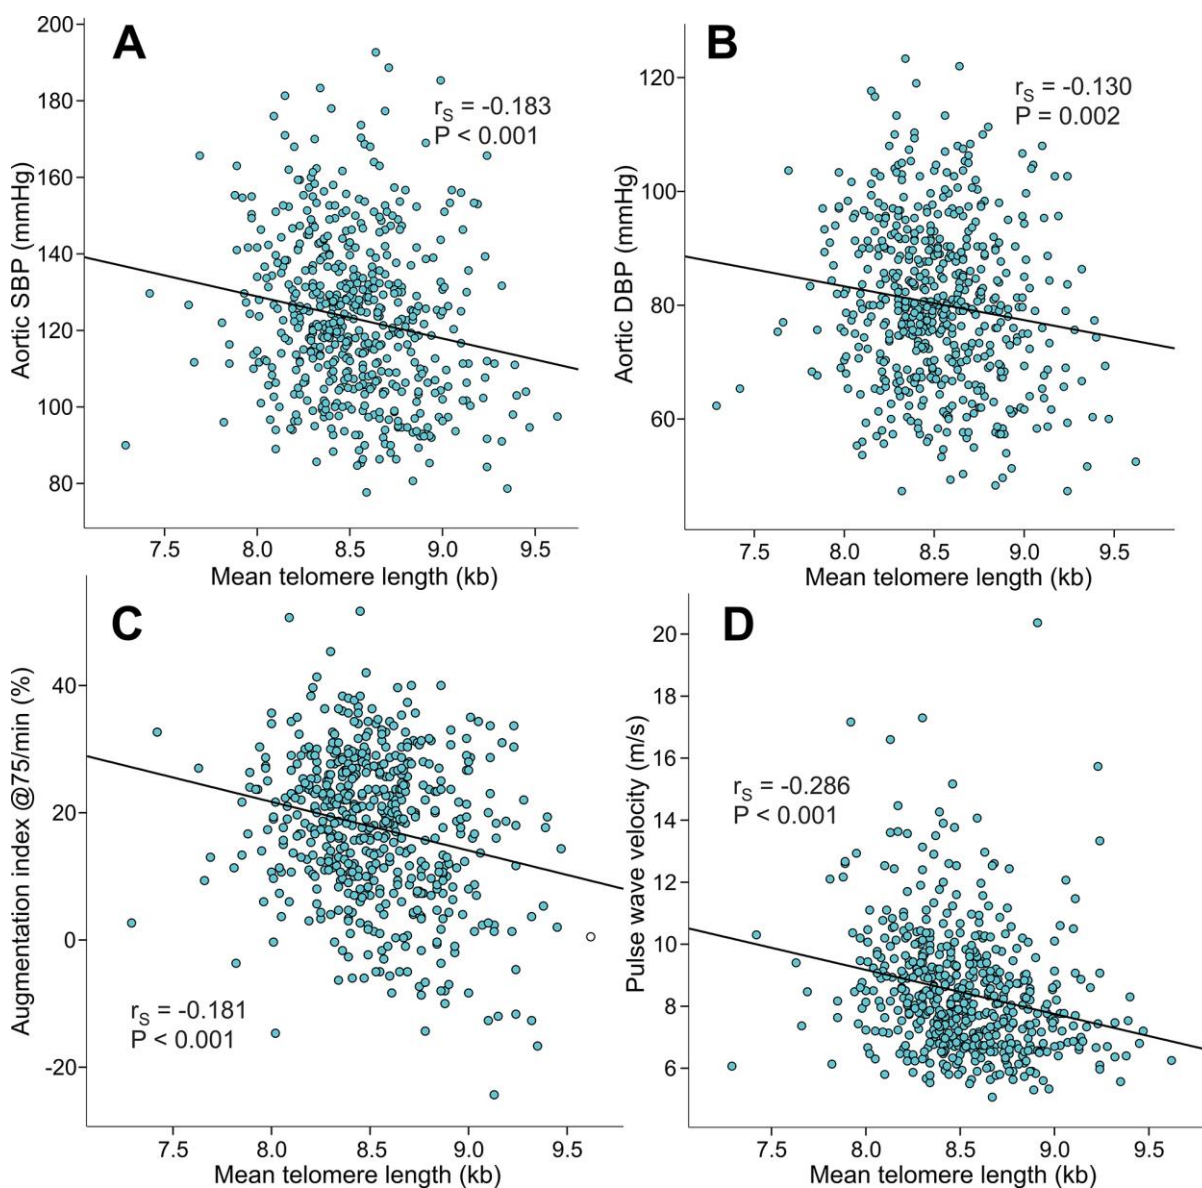 A
200
180
160
140
120
100
80
Aortic SBP (mmHg)
rS = -0.183
P < 0.001
7.5 8.0 8.5 9.0 9.5
Mean telomere length (kb)
B
120
100
80
60
Aortic DBP (mmHg)
rS = -0.130
P = 0.002
7.5 8.0 8.5 9.0 9.5
Mean telomere length (kb)
C
40
20
0
-20
Augmentation index @75/min (%)
rS = -0.181
P < 0.001
7.5 8.0 8.5 9.0 9.5
Mean telomere length (kb)
D
20
18
16
14
12
10
8
6
Pulse wave velocity (m/s)
rS = -0.286
P < 0.001
7.5 8.0 8.5 9.0 9.5
Mean telomere length (kb)